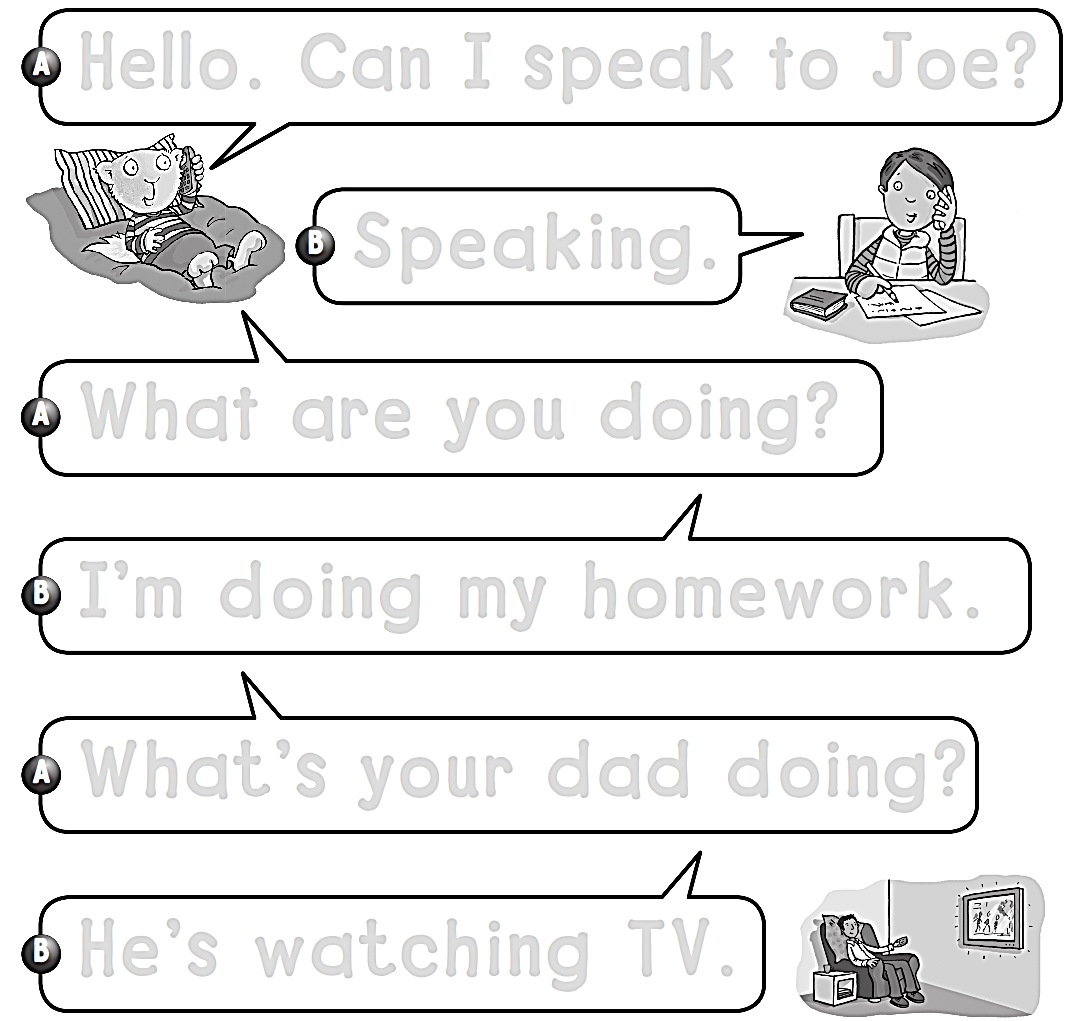 A Hello. Can I speak to Joe?
B Speaking.
A What are you doing?
B I'm doing my homework.
A What's your dad doing?
B He's watching TV.